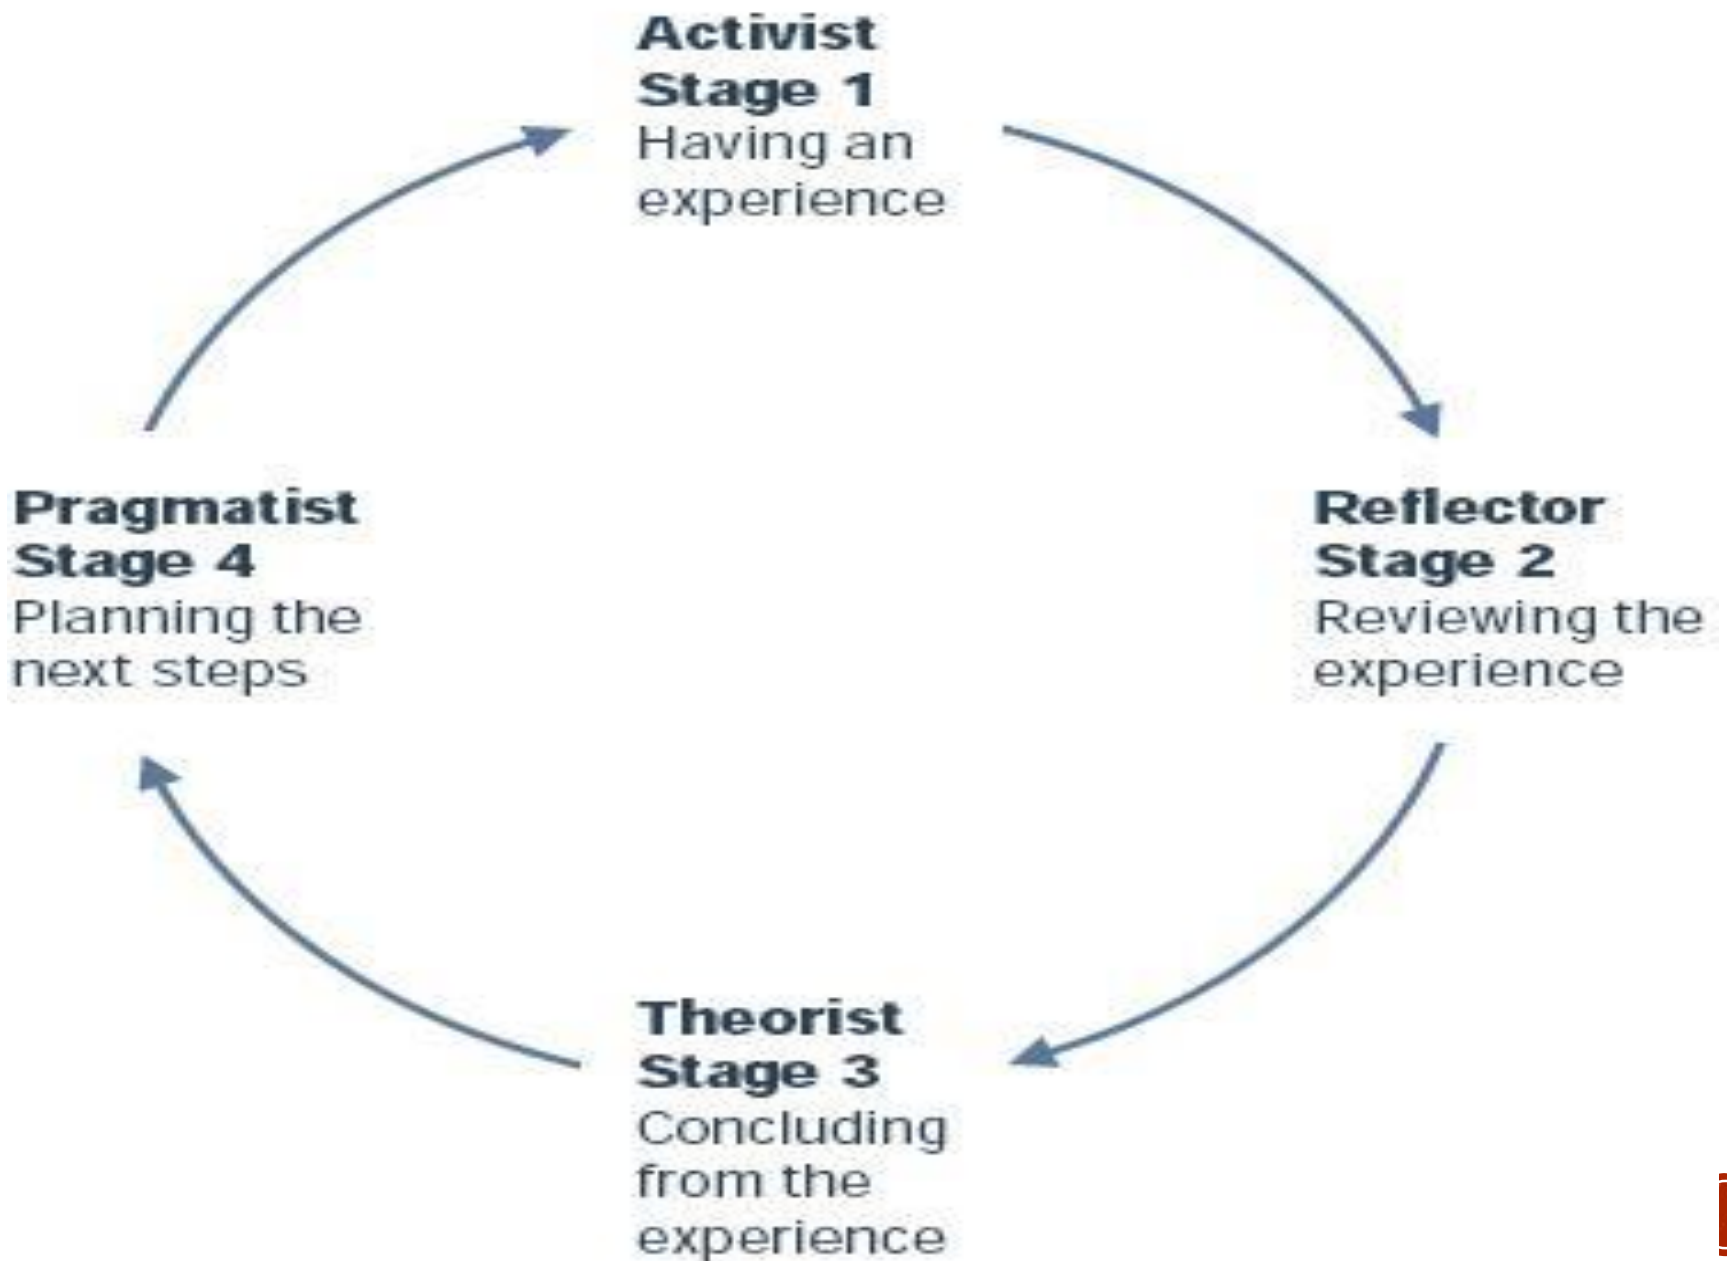 Activist
Stage 1
Having an
experience
Reflector
Stage 2
Reviewing the
experience
Theorist
Stage 3
Concluding
from the
experience
Pragmatist
Stage 4
Planning the
next steps